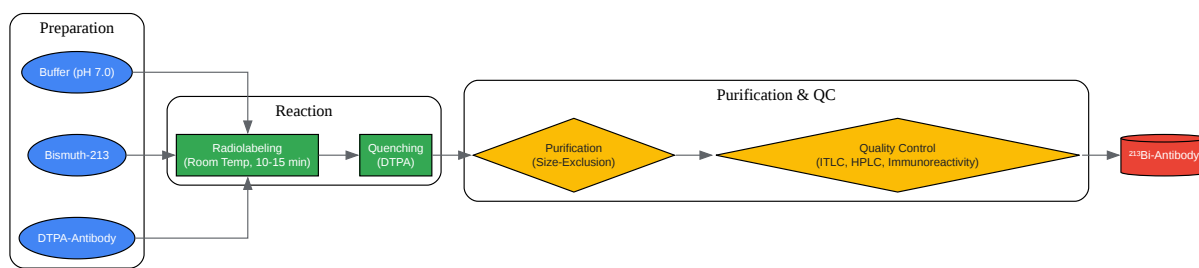 Preparation
Buffer (pH 7.0)
Bismuth-213
DTPA-Antibody
Reaction
Radiolabeling
(Room Temp, 10-15 min)
Quenching
(DTPA)
Purification & QC
Purification
(Size-Exclusion)
Quality Control
(ITLC, HPLC, Immunoreactivity)
²¹³Bi-Antibody